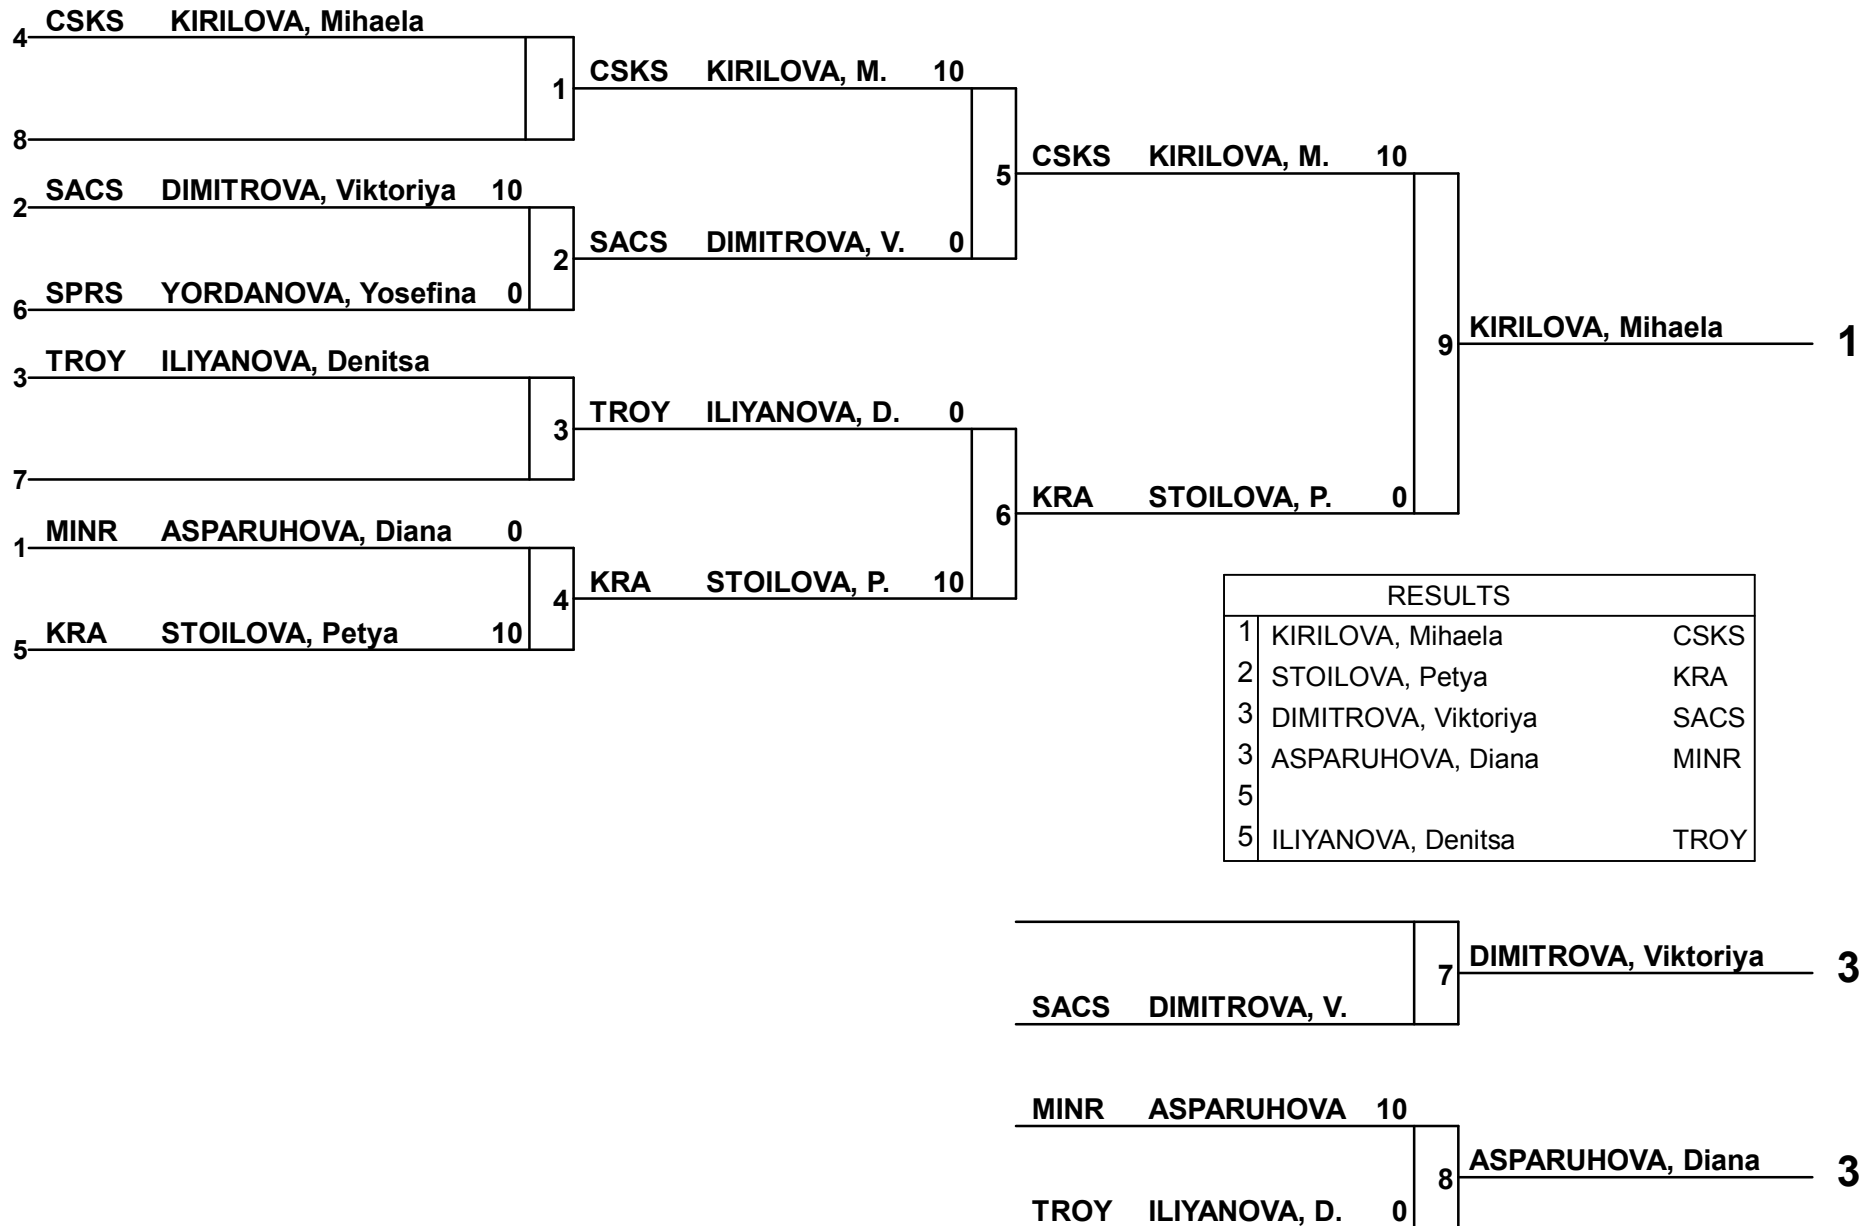 4 CSKS KIRILOVA, Mihaela
1 CSKS KIRILOVA, M. 10
8
5 CSKS KIRILOVA, M. 10
2 SACS DIMITROVA, Viktoriya 10
2 SACS DIMITROVA, V. 0
6 SPRS YORDANOVA, Yosefina 0
9 KIRILOVA, Mihaela 1
3 TROY ILIYANOVA, Denitsa
3 TROY ILIYANOVA, D. 0
7
6 KRA STOILOVA, P. 0
1 MINR ASPARUHOVA, Diana 0
4 KRA STOILOVA, P. 10
5 KRA STOILOVA, Petya 10
RESULTS
1 KIRILOVA, Mihaela CSKS
2 STOILOVA, Petya KRA
3 DIMITROVA, Viktoriya SACS
3 ASPARUHOVA, Diana MINR
5
5 ILIYANOVA, Denitsa TROY
7 DIMITROVA, Viktoriya 3
SACS DIMITROVA, V.
MINR ASPARUHOVA 10
8 ASPARUHOVA, Diana 3
TROY ILIYANOVA, D. 0